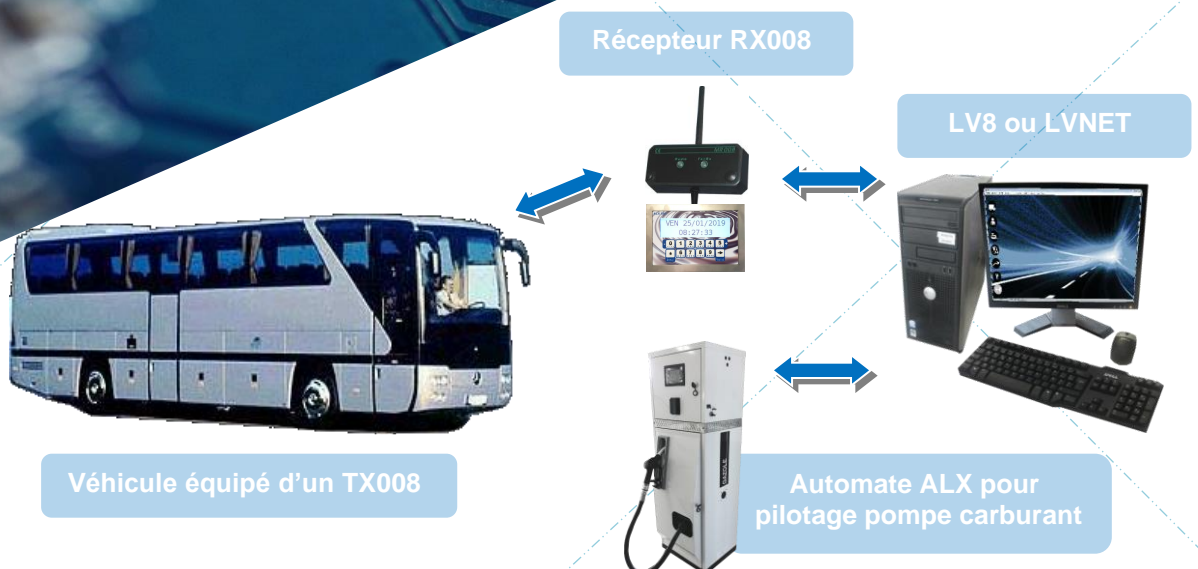 Récepteur RX008
LV8 ou LVNET
VEN 25/01/2019
08:27:33
Véhicule équipé d'un TX008
Automate ALX pour
pilotage pompe carburant